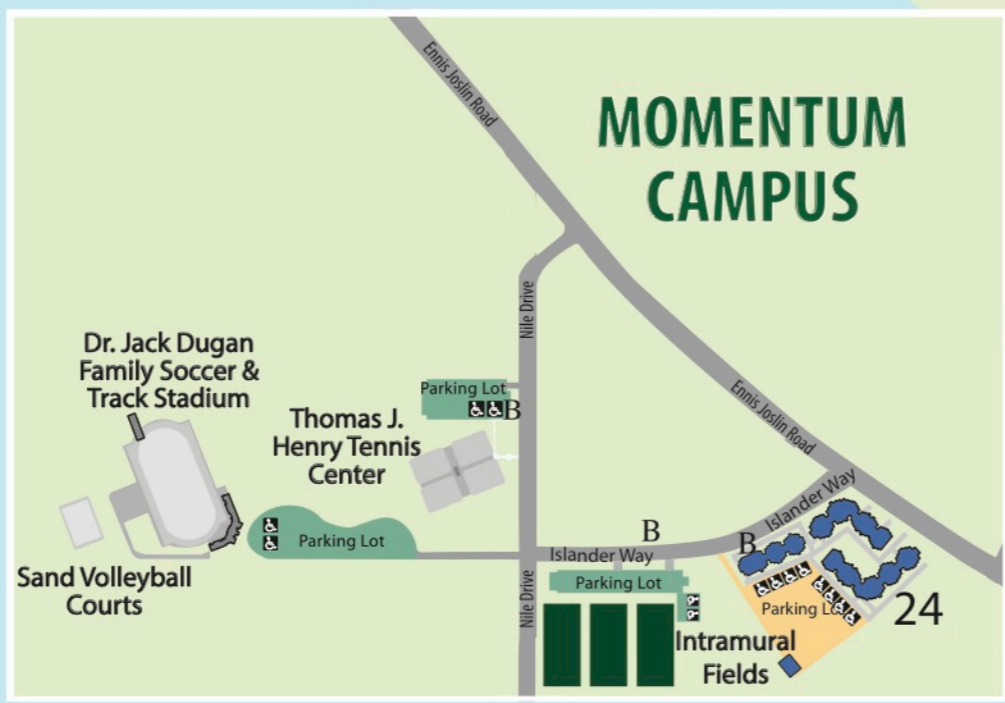 Ennis Joslin Road
MOMENTUM
CAMPUS
Nile Drive
Dr. Jack Dugan
Family Soccer &
Track Stadium
Parking Lot
B
Thomas J.
Henry Tennis
Center
Ennis Joslin Road
Islander Way
B
B
Parking Lot
Islander Way
Sand Volleyball
Courts
Nile Drive
Parking Lot
Parking
24
Intramural
Fields